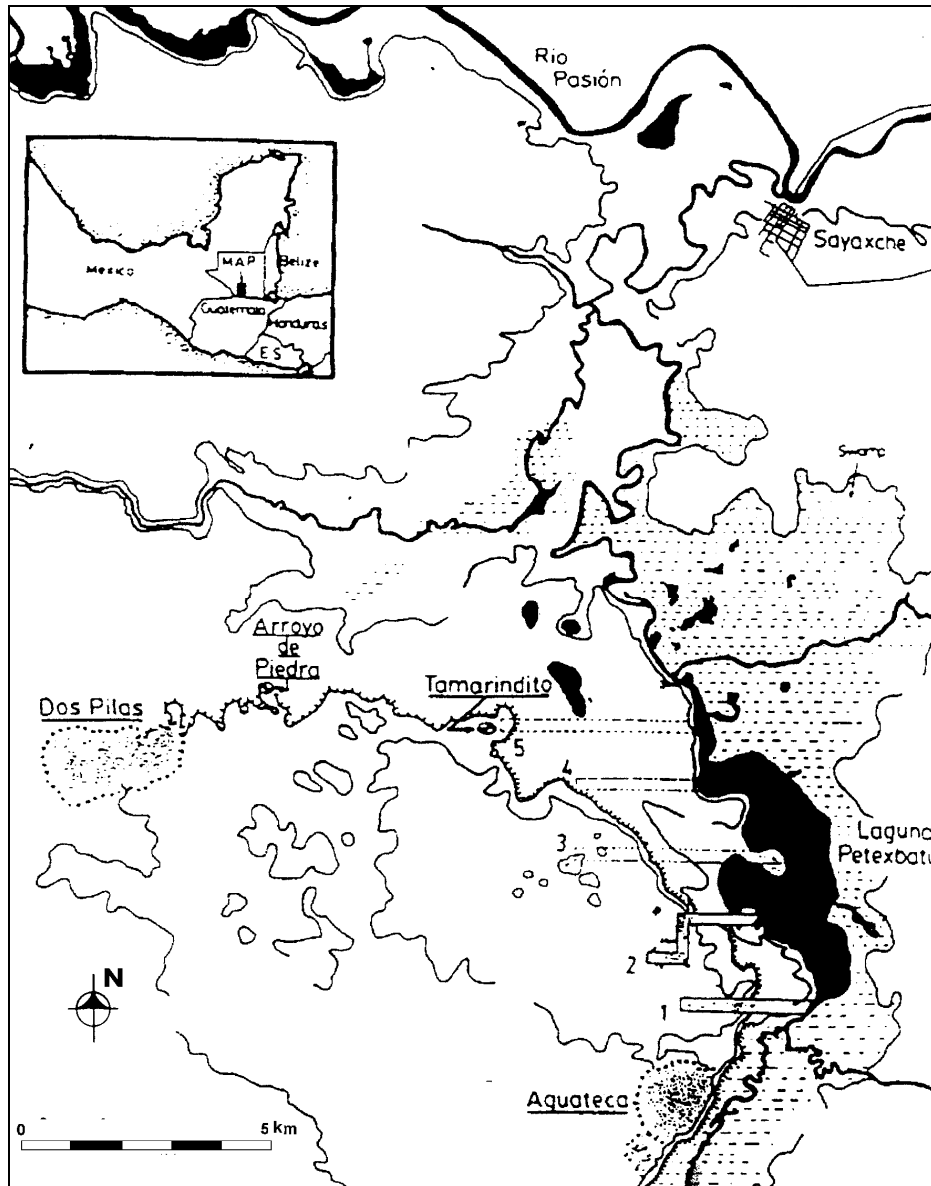 Rio
Pasión
Sayaxche
Mexico
MAP
Belize
Guatemala
Honduras
E S
Swamp
Arroyo
de
Piedra
Dos Pilas
Tamarindito
5
4
3
Laguna
Petexbatu
2
1
N
Aguateca
0
5 km